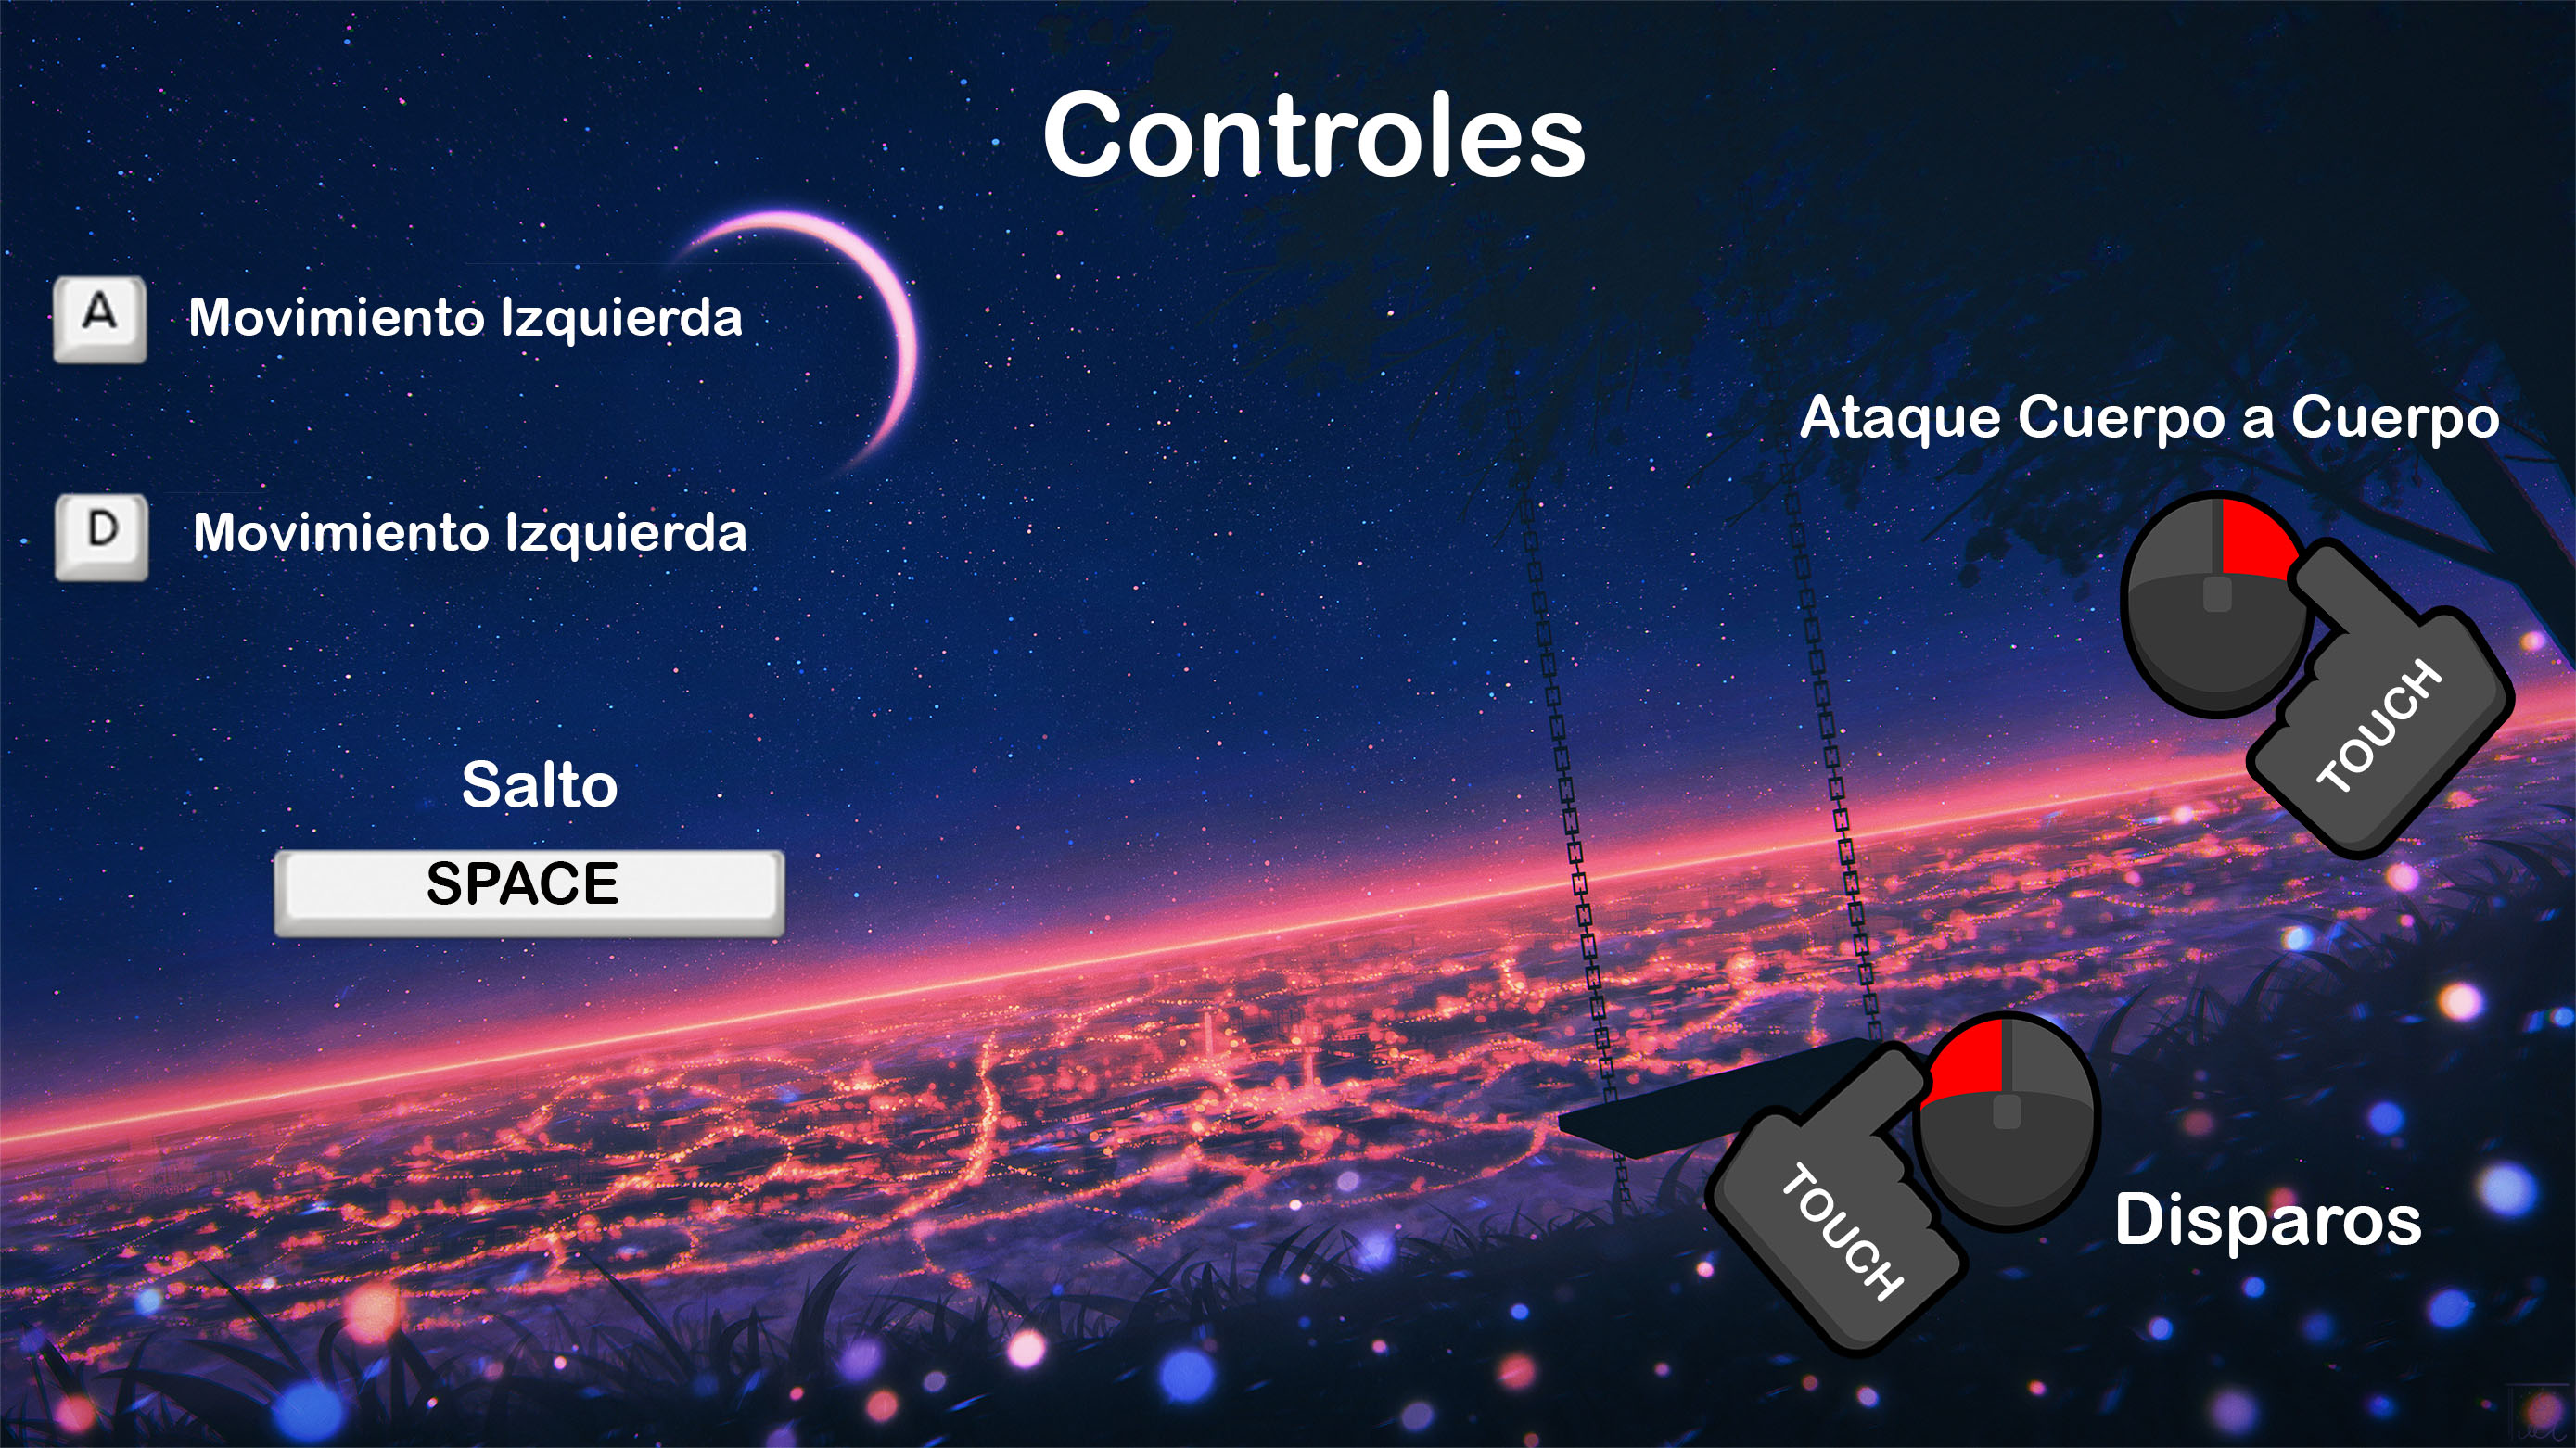 Controles
A
Movimiento Izquierda
D
Movimiento Izquierda
Salto
SPACE
Ataque Cuerpo a Cuerpo
TOUCH
TOUCH
Disparos